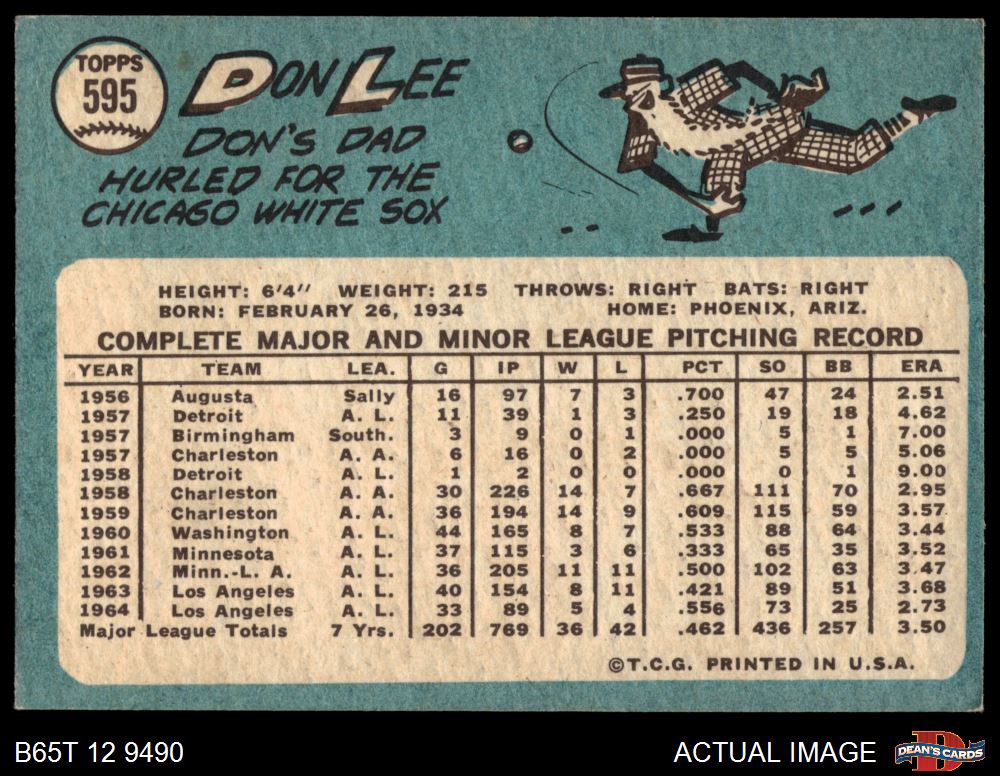 TOPPS
595
DON LEE
DON'S DAD
HURLED FOR THE
CHICAGO WHITE SOX
HEIGHT: 6'4" WEIGHT: 215 THROWS: RIGHT BATS: RIGHT
BORN: FEBRUARY 26, 1934 HOME: PHOENIX, ARIZ.
COMPLETE MAJOR AND MINOR LEAGUE PITCHING RECORD
YEAR TEAM LEA. G IP W L PCT SO BB ERA
1956 Augusta Sally 16 97 7 3 .700 47 24 2.51
1957 Detroit A. L. 11 39 1 3 .250 19 18 4.62
1957 Birmingham South. 3 9 0 1 .000 5 1 7.00
1957 Charleston A. A. 6 16 0 2 .000 5 5 5.06
1958 Detroit A. L. 1 2 0 0 .000 0 1 9.00
1958 Charleston A. A. 30 226 14 7 .667 111 70 2.95
1959 Charleston A. A. 36 194 14 9 .609 115 59 3.57
1960 Washington A. L. 44 165 8 7 .533 88 64 3.44
1961 Minnesota A. L. 37 115 3 6 .333 65 35 3.52
1962 Minn.-L. A. A. L. 36 205 11 11 .500 102 63 3.47
1963 Los Angeles A. L. 40 154 8 11 .421 89 51 3.68
1964 Los Angeles A. L. 33 89 5 4 .556 73 25 2.73
Major League Totals 7 Yrs. 202 769 36 42 .462 436 257 3.50
©T.C.G. PRINTED IN U.S.A.
B65T 12 9490 ACTUAL IMAGE D DEAN'S CARDS